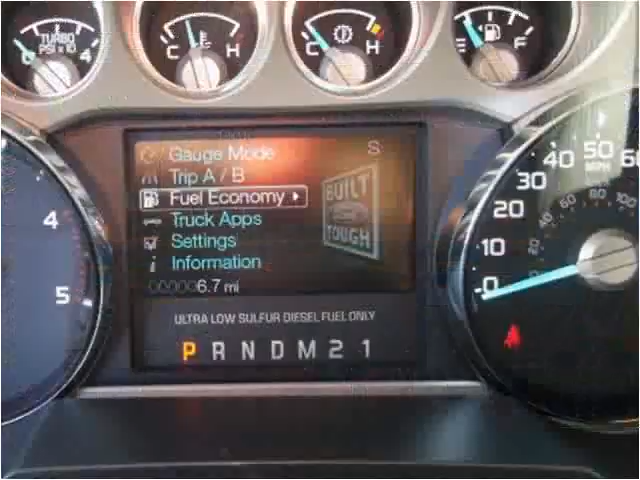 TURBO
PSI x 10
0 4
C H
C H
E F
Gauge Mode S
Trip A / B
Fuel Economy
Truck Apps
Settings
Information
000006.7 mi
BUILT
Ford
TOUGH
ULTRA LOW SULFUR DIESEL FUEL ONLY
P R N D M 2 1
4
5
0 10 20 30 40 50 60
MPH
20 40 60 80 100